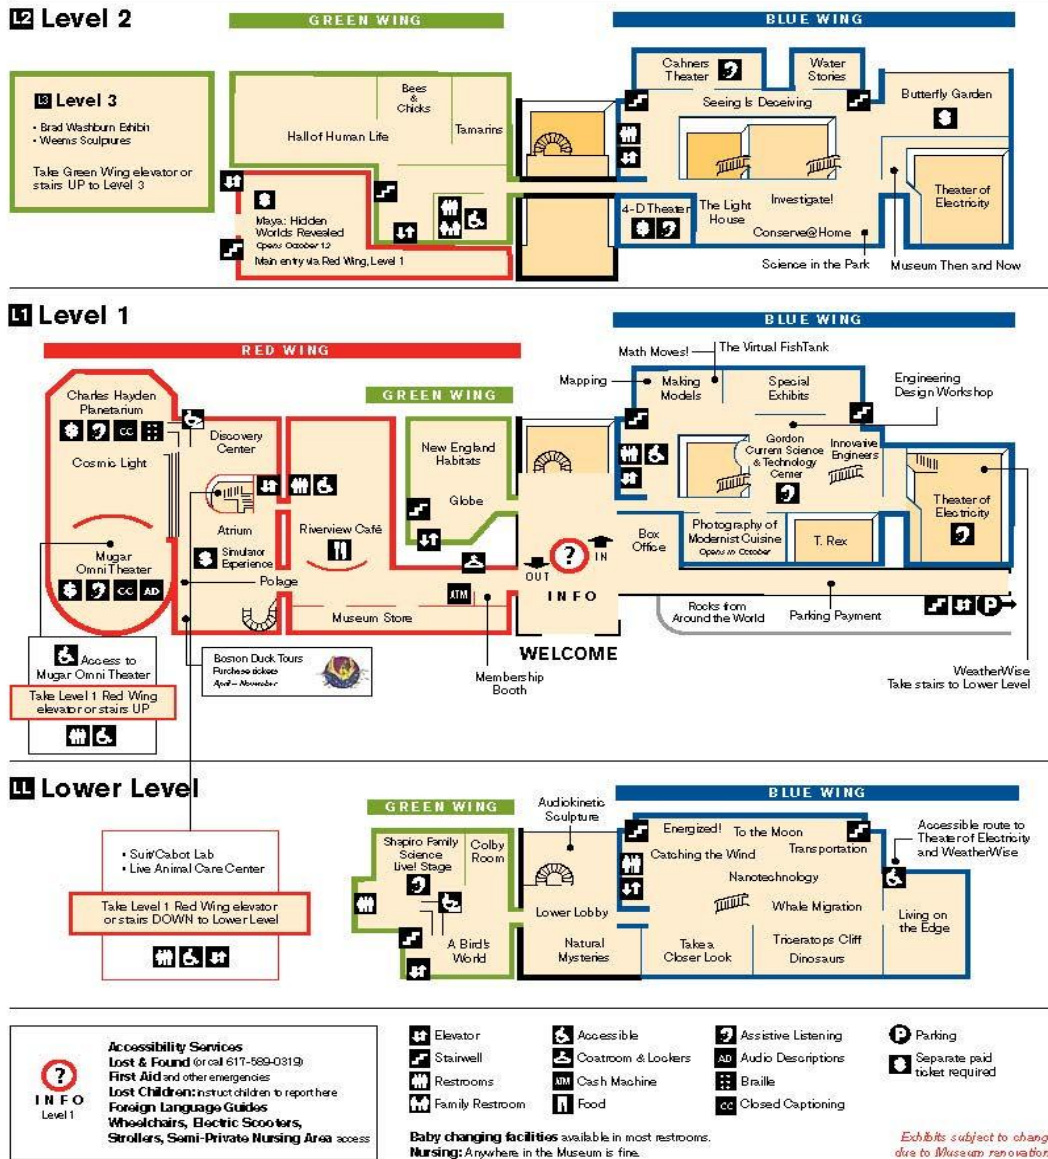 L2 Level 2
GREEN WING
BLUE WING
L3 Level 3
• Brad Washburn Exhibit
• Weems Sculptures
Take Green Wing elevator or
stairs UP to Level 3
Bees
&
Chicks
Hall of Human Life
Tamarins
Maya: Hidden
Worlds Revealed
Opens October 12
Main entry via Red Wing, Level 1
Cahners
Theater
Water
Stories
Seeing Is Deceiving
Butterfly Garden
4-D Theater
The Light
House
Investigate!
Conserve@Home
Theater of
Electricity
Science in the Park
Museum Then and Now
L1 Level 1
RED WING
GREEN WING
BLUE WING
Charles Hayden
Planetarium
CC
Cosmic Light
Mugar
Omni Theater
CC
AD
Discovery
Center
Atrium
Simulator
Experience
Polage
Riverview Café
Museum Store
New England
Habitats
Globe
ATM
Membership
Booth
?
OUT
IN
INFO
WELCOME
Box
Office
Math Moves!
The Virtual FishTank
Mapping
Making
Models
Special
Exhibits
Engineering
Design Workshop
Gordon
Current Science
& Technology
Center
Innovative
Engineers
Theater of
Electricity
Photography of
Modernist Cuisine
Opens in October
T. Rex
Rocks from
Around the World
Parking Payment
P
WeatherWise
Take stairs to Lower Level
Access to
Mugar Omni Theater
Take Level 1 Red Wing
elevator or stairs UP
Boston Duck Tours
Purchase tickets
April – November
LL Lower Level
GREEN WING
BLUE WING
• Suit/Cabot Lab
• Live Animal Care Center
Take Level 1 Red Wing elevator
or stairs DOWN to Lower Level
Shapiro Family
Science
Live! Stage
Colby
Room
A Bird's
World
Audiokinetic
Sculpture
Lower Lobby
Natural
Mysteries
Energized!
To the Moon
Catching the Wind
Transportation
Nanotechnology
Whale Migration
Take a
Closer Look
Triceratops Cliff
Dinosaurs
Accessible route to
Theater of Electricity
and WeatherWise
Living on
the Edge
?
INFO
Level 1
Accessibility Services
Lost & Found (or call 617-589-0319)
First Aid and other emergencies
Lost Children: instruct children to report here
Foreign Language Guides
Wheelchairs, Electric Scooters,
Strollers, Semi-Private Nursing Area access
Elevator
Stairwell
Restrooms
Family Restroom
Accessible
Coatroom & Lockers
ATM Cash Machine
Food
Assistive Listening
AD Audio Descriptions
Braille
CC Closed Captioning
P Parking
Separate paid
ticket required
Baby changing facilities available in most restrooms.
Nursing: Anywhere in the Museum is fine.
Exhibits subject to chang
due to Museum renovation